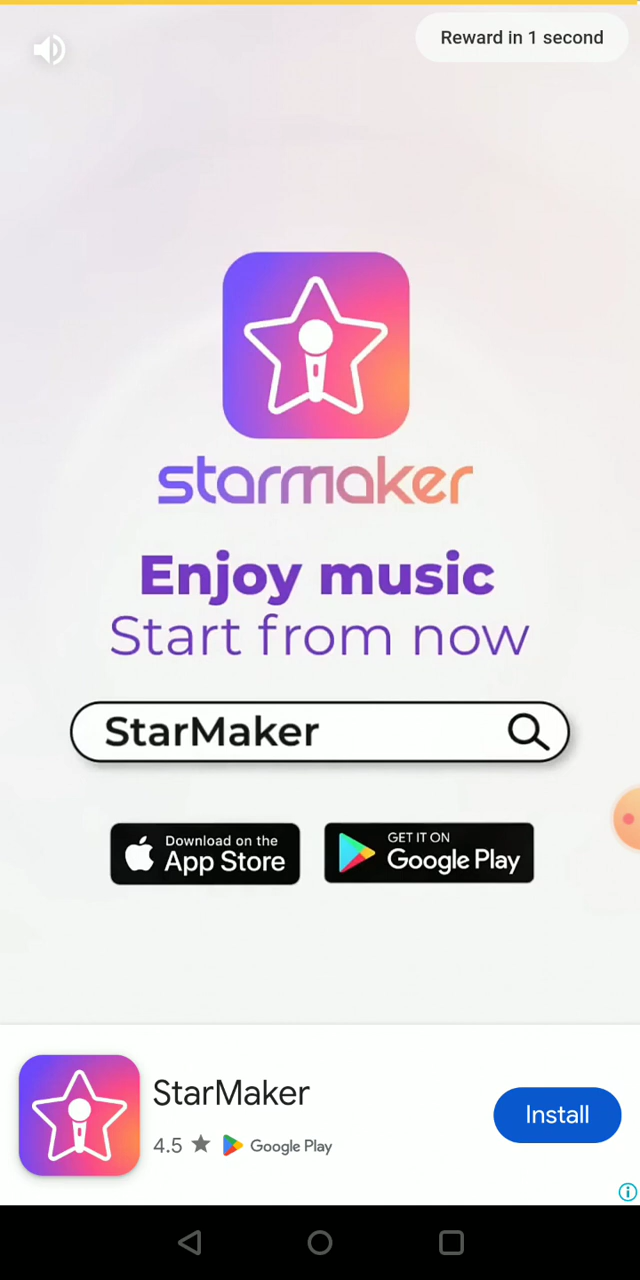 Reward in 1 second
starmaker
Enjoy music
Start from now
StarMaker
Download on the
App Store
GET IT ON
Google Play
StarMaker
4.5 ★ Google Play
Install